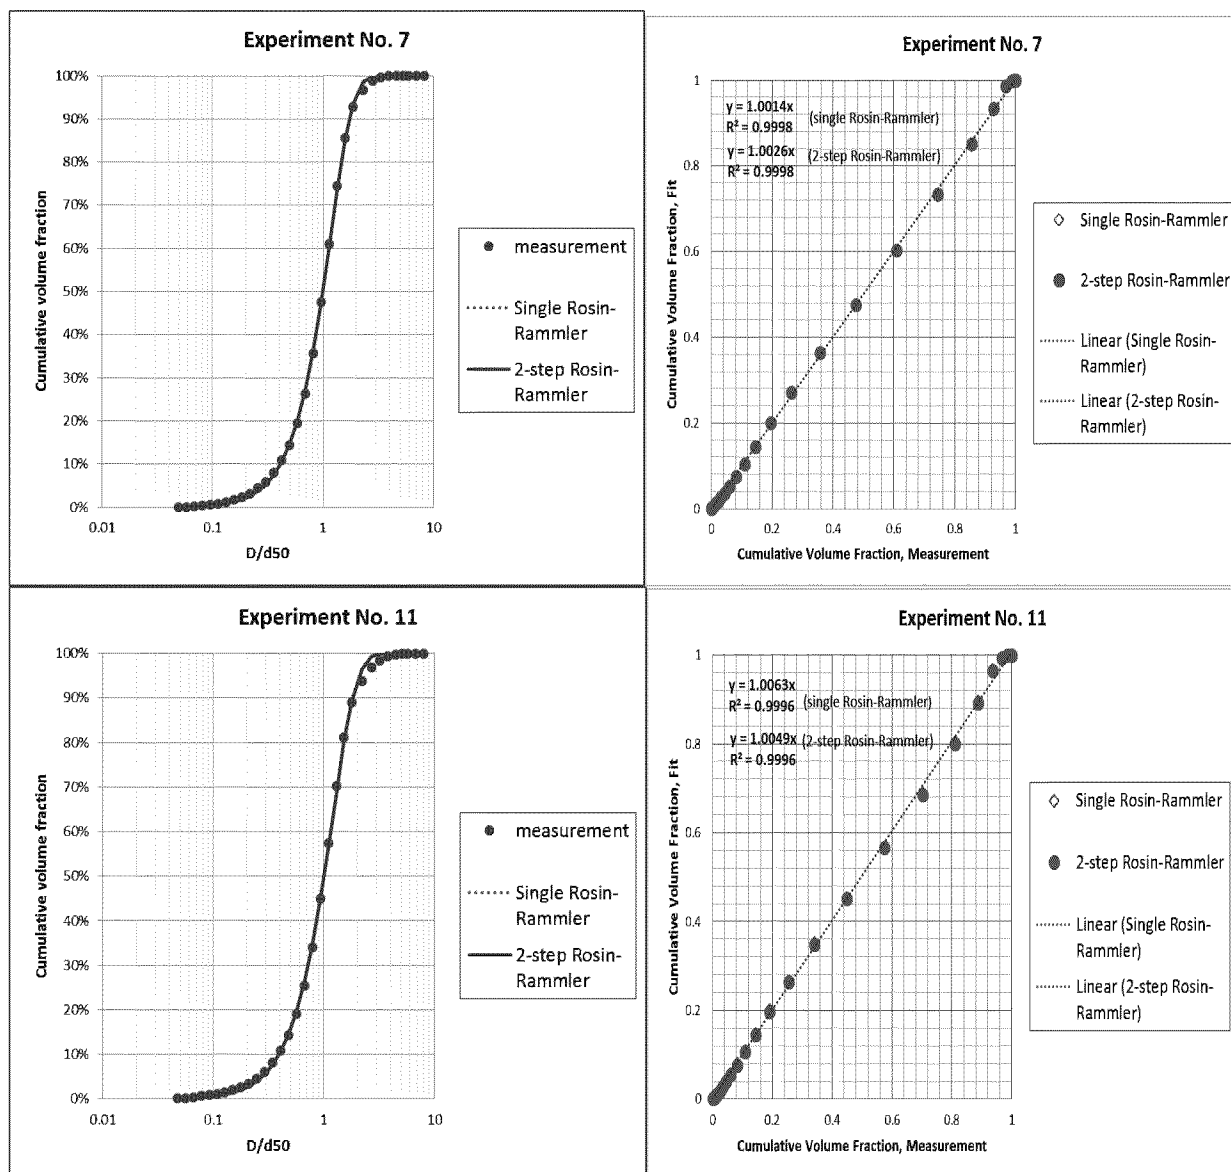 Experiment No. 7
100%
90%
80%
70%
60%
50%
40%
30%
20%
10%
0%
0.01
0.1
1
10
Cumulative volume fraction
D/d50
measurement
Single Rosin-
Rammler
2-step Rosin-
Rammler
Experiment No. 7
1
0.8
0.6
0.4
0.2
0
0
0.2
0.4
0.6
0.8
1
Cumulative Volume Fraction, Fit
Cumulative Volume Fraction, Measurement
y = 1.0014x
R² = 0.9998 (single Rosin-Rammler)
y = 1.0026x (2-step Rosin-Rammler)
R² = 0.9998
Single Rosin-Rammler
2-step Rosin-Rammler
Linear (Single Rosin-
Rammler)
Linear (2-step Rosin-
Rammler)
Experiment No. 11
100%
90%
80%
70%
60%
50%
40%
30%
20%
10%
0%
0.01
0.1
1
10
Cumulative volume fraction
D/d50
measurement
Single Rosin-
Rammler
2-step Rosin-
Rammler
Experiment No. 11
1
0.8
0.6
0.4
0.2
0
0
0.2
0.4
0.6
0.8
1
Cumulative Volume Fraction, Fit
Cumulative Volume Fraction, Measurement
y = 1.0063x
R² = 0.9996 (single Rosin-Rammler)
y = 1.0049x (2-step Rosin-Rammler)
R² = 0.9996
Single Rosin-Rammler
2-step Rosin-Rammler
Linear (Single Rosin-
Rammler)
Linear (2-step Rosin-
Rammler)